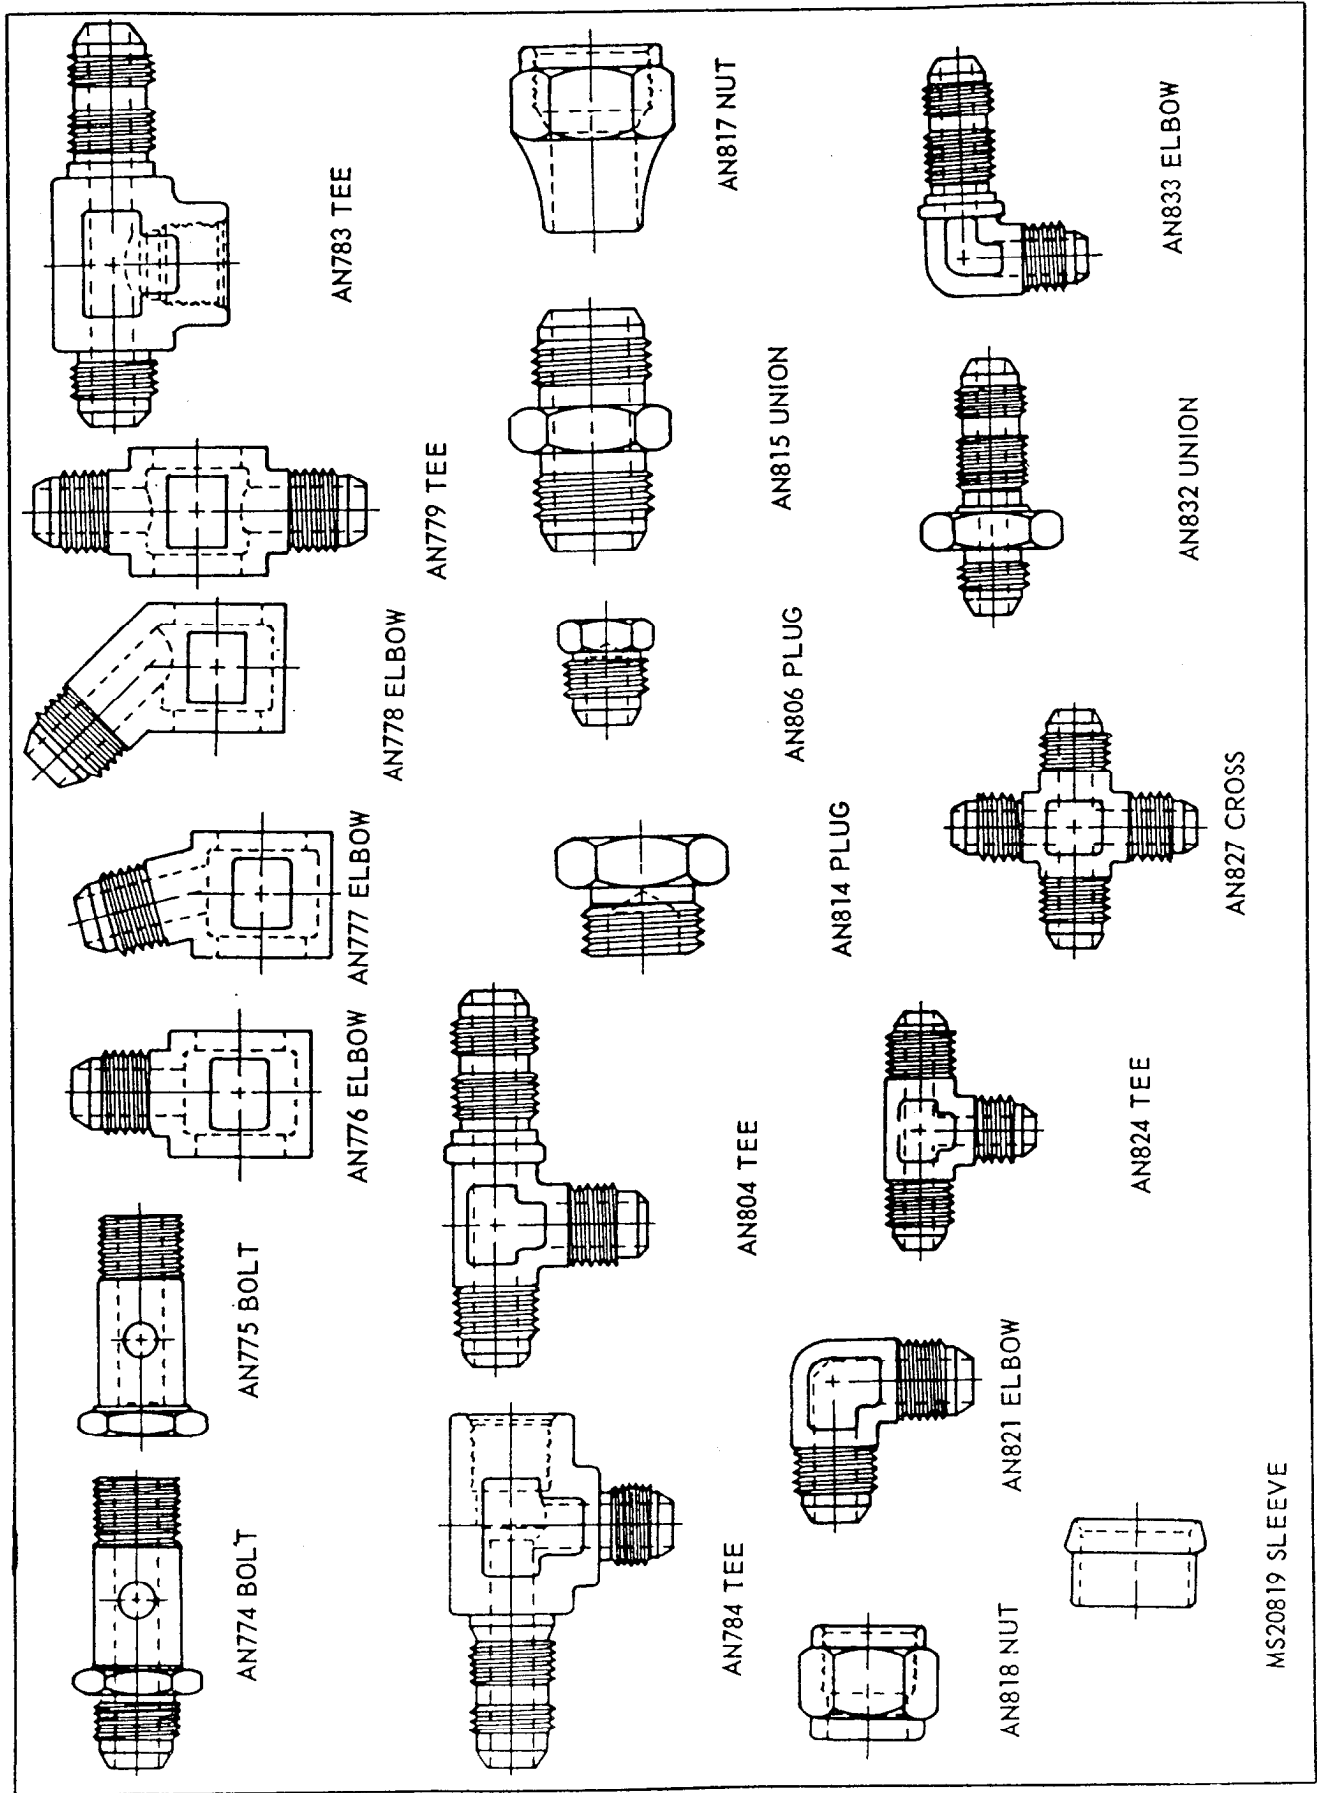 AN774 BOLT
AN775 BOLT
AN776 ELBOW
AN777 ELBOW
AN778 ELBOW
AN779 TEE
AN783 TEE
AN784 TEE
AN804 TEE
AN814 PLUG
AN806 PLUG
AN815 UNION
AN817 NUT
AN818 NUT
AN821 ELBOW
AN824 TEE
AN827 CROSS
AN832 UNION
AN833 ELBOW
MS20819 SLEEVE